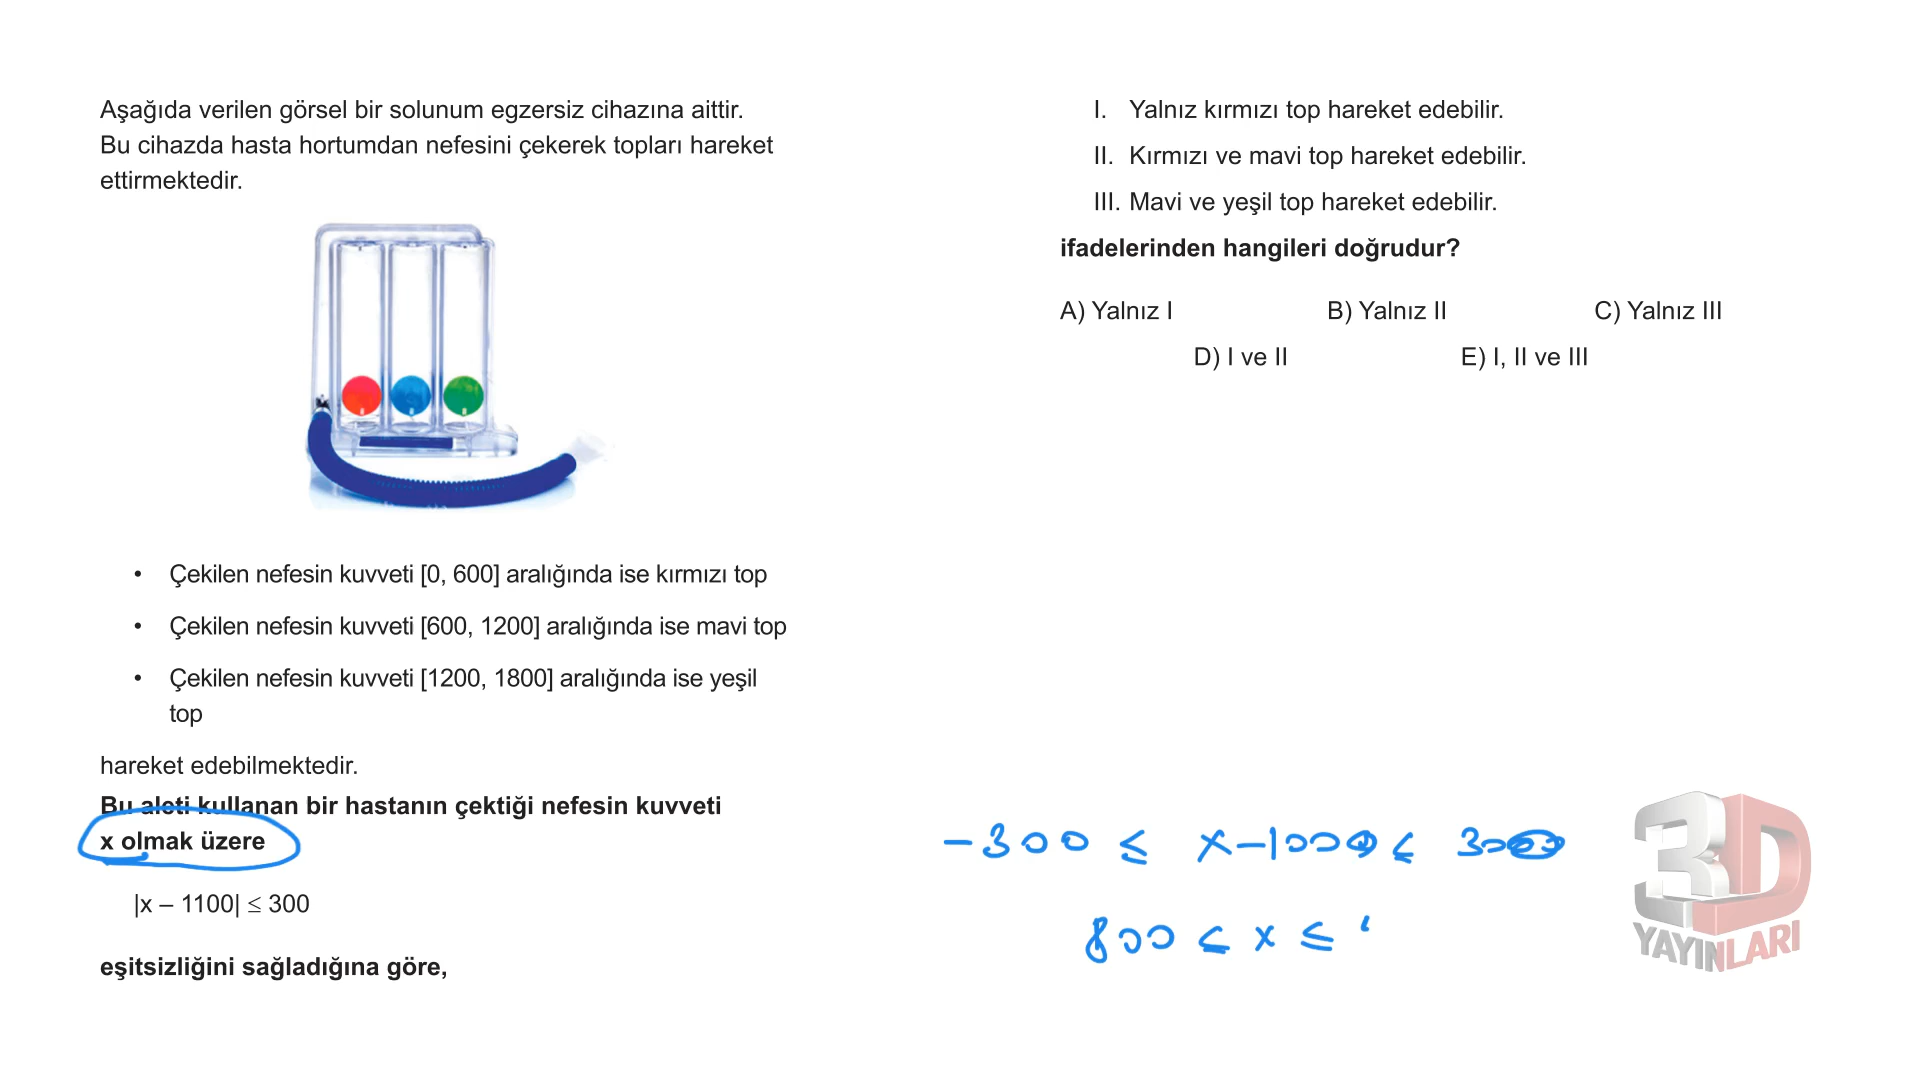 Aşağıda verilen görsel bir solunum egzersiz cihazına aittir.
Bu cihazda hasta hortumdan nefesini çekerek topları hareket
ettirmektedir.
• Çekilen nefesin kuvveti [0, 600] aralığında ise kırmızı top
• Çekilen nefesin kuvveti [600, 1200] aralığında ise mavi top
• Çekilen nefesin kuvveti [1200, 1800] aralığında ise yeşil
top
hareket edebilmektedir.
Bu aleti kullanan bir hastanın çektiği nefesin kuvveti
x olmak üzere
|x – 1100| ≤ 300
eşitsizliğini sağladığına göre,
I. Yalnız kırmızı top hareket edebilir.
II. Kırmızı ve mavi top hareket edebilir.
III. Mavi ve yeşil top hareket edebilir.
ifadelerinden hangileri doğrudur?
A) Yalnız I B) Yalnız II C) Yalnız III
D) I ve II E) I, II ve III
-300 ≤ x-1000 ≤ 300
800 ≤ x ≤
3D
YAYINLARI